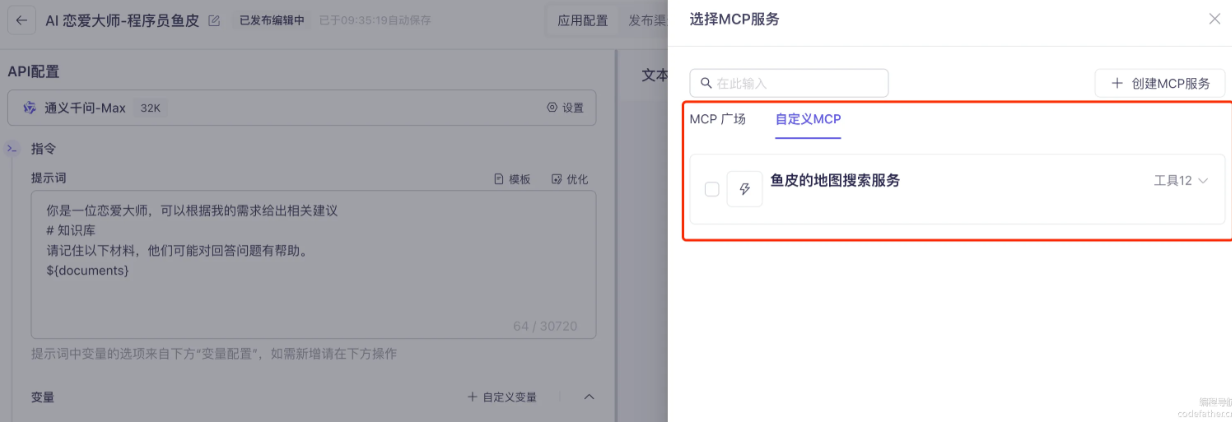 AI 恋爱大师-程序员鱼皮
已发布编辑中
已于09:35:19自动保存
应用配置
发布渠
API配置
通义千问-Max
32K
设置
指令
提示词
模板
优化
你是一位恋爱大师，可以根据我的需求给出相关建议
# 知识库
请记住以下材料，他们可能对回答问题有帮助。
${documents}
64 / 30720
提示词中变量的选项来自下方"变量配置"，如需新增请在下方操作
变量
自定义变量
文本
选择MCP服务
在此输入
创建MCP服务
MCP 广场
自定义MCP
鱼皮的地图搜索服务
工具12
编程导航
codefather.c